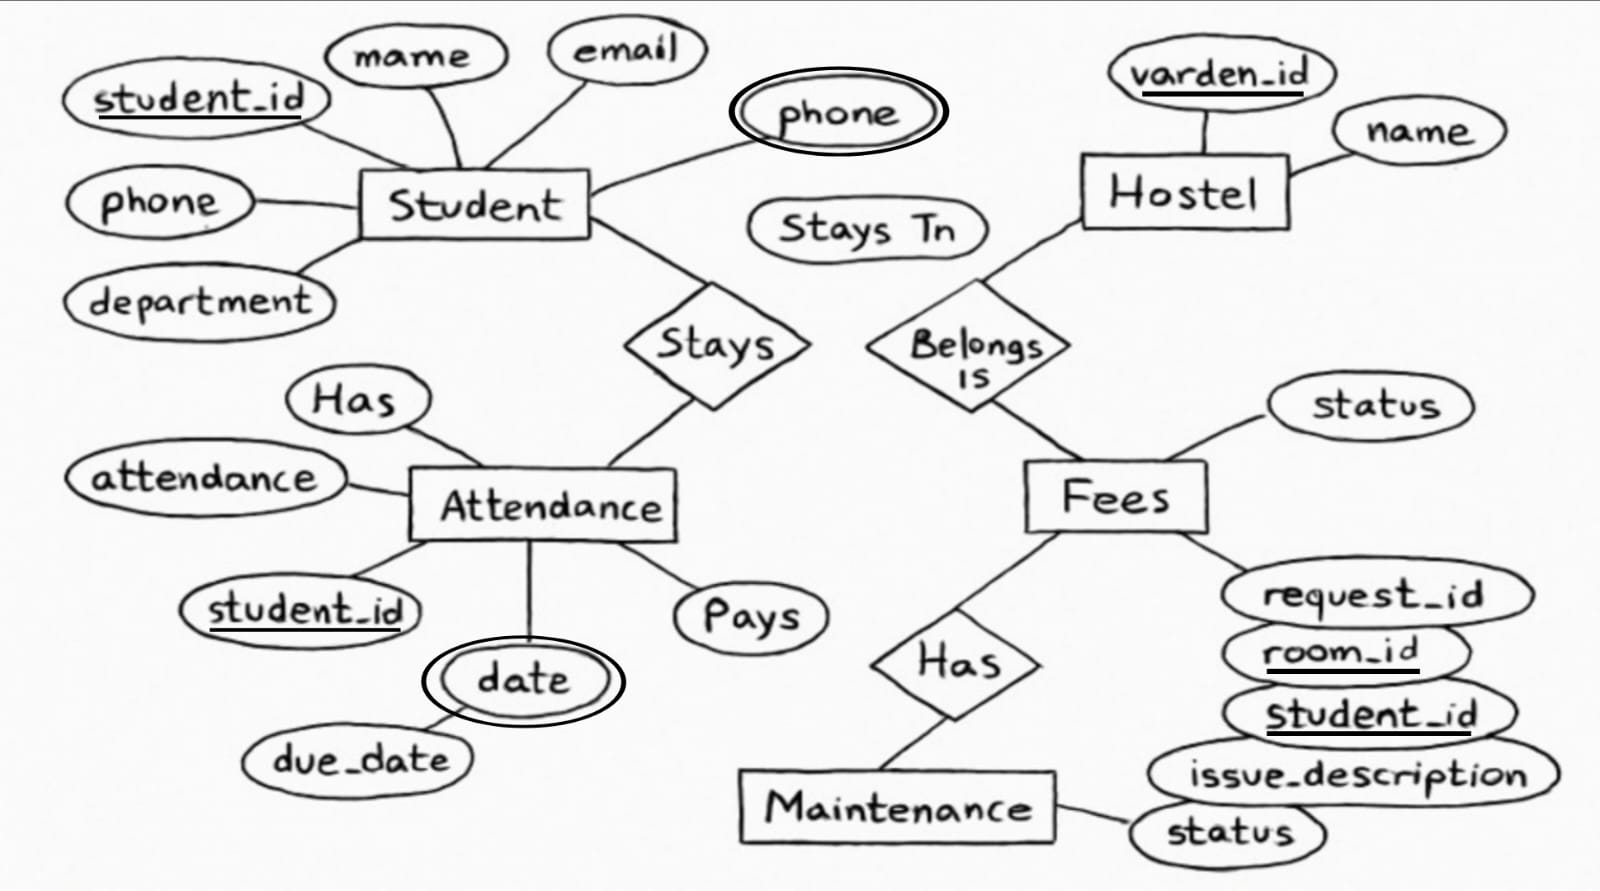 mame
email
student_id
phone
varden_id
name
phone
Student
Stays Tn
Hostel
department
Stays
Belongs
is
Has
status
attendance
Attendance
Fees
student_id
Pays
request_id
date
Has
room_id
student_id
due_date
issue_description
Maintenance
status